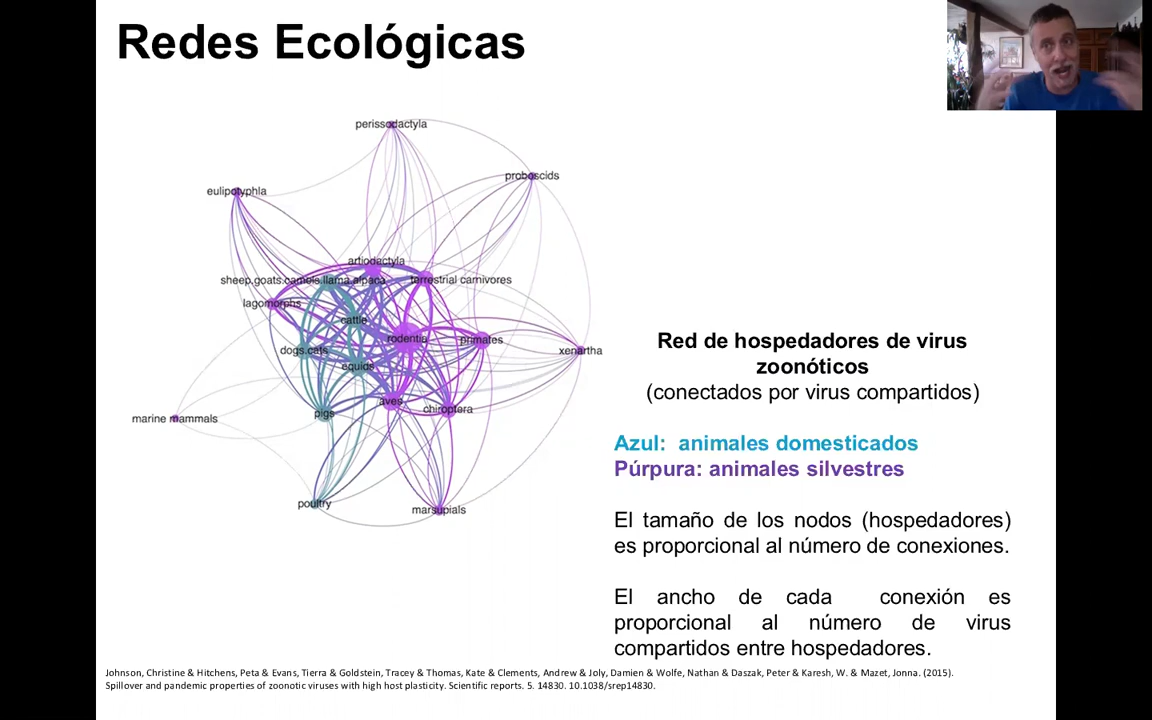 Redes Ecológicas
perissodactyla
proboscids
eulipotyphla
artiodactyla
sheep.goats.camels.llama.alpaca
terrestrial carnivores
lagomorphs
cattle
rodentia
primates
dogs.cats
xenartha
equids
aves
chiroptera
pigs
marine mammals
poultry
marsupials
Red de hospedadores de virus
zoonóticos
(conectados por virus compartidos)
Azul: animales domesticados
Púrpura: animales silvestres
El tamaño de los nodos (hospedadores)
es proporcional al número de conexiones.
El ancho de cada conexión es
proporcional al número de virus
compartidos entre hospedadores.
Johnson, Christine & Hitchens, Peta & Evans, Tierra & Goldstein, Tracey & Thomas, Kate & Clements, Andrew & Joly, Damien & Wolfe, Nathan & Daszak, Peter & Karesh, W. & Mazet, Jonna. (2015).
Spillover and pandemic properties of zoonotic viruses with high host plasticity. Scientific reports. 5. 14830. 10.1038/srep14830.